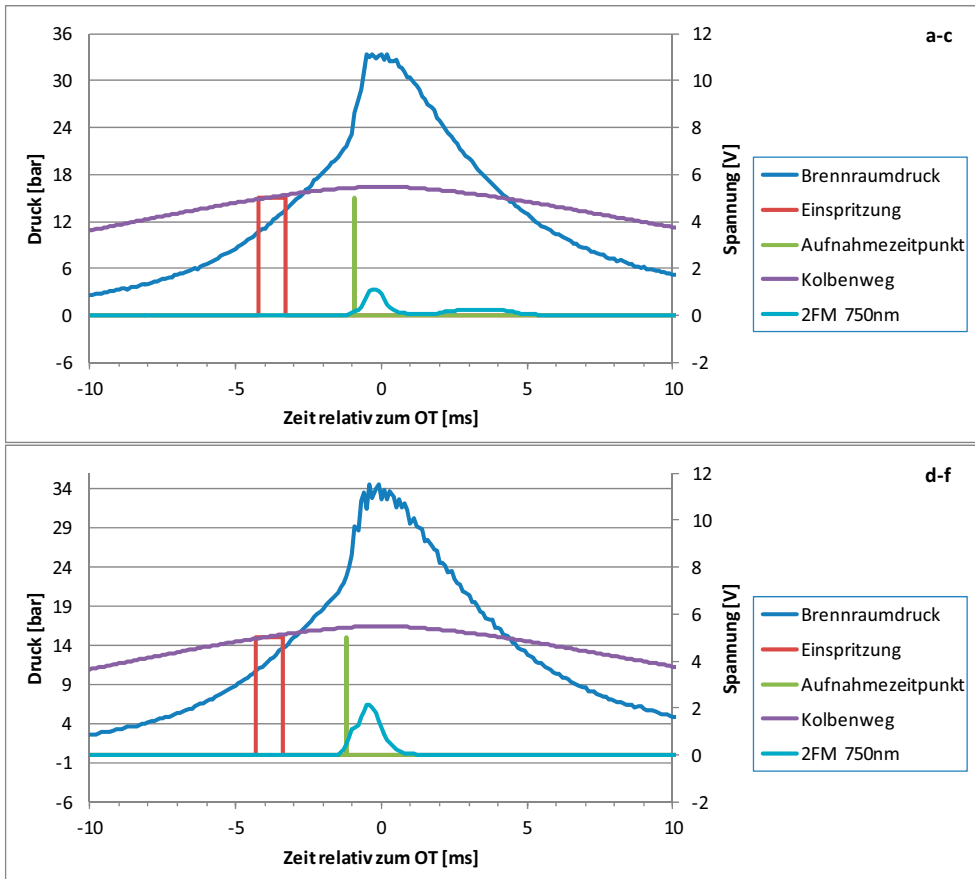 a-c
Druck [bar]
36
30
24
18
12
6
0
-6
12
10
8
6
4
2
0
-2
Spannung [V]
-10
-5
0
5
10
Zeit relativ zum OT [ms]
Brennraumdruck
Einspritzung
Aufnahmezeitpunkt
Kolbenweg
2FM 750nm
d-f
Druck [bar]
34
29
24
19
14
9
4
-1
-6
12
10
8
6
4
2
0
-2
Spannung [V]
-10
-5
0
5
10
Zeit relativ zum OT [ms]
Brennraumdruck
Einspritzung
Aufnahmezeitpunkt
Kolbenweg
2FM 750nm